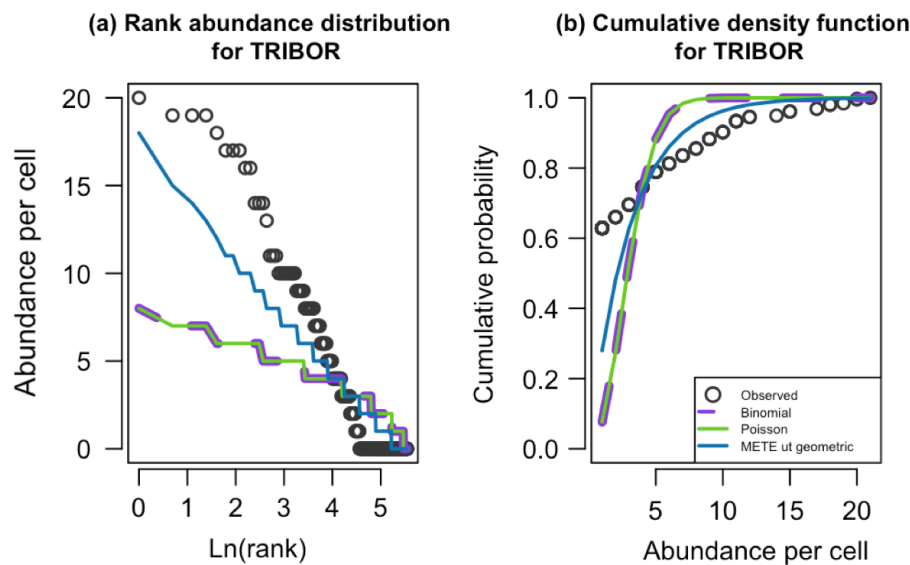 (a) Rank abundance distribution
for TRIBOR
(b) Cumulative density function
for TRIBOR
Abundance per cell
20
15
10
5
0
0 1 2 3 4 5
Ln(rank)
Cumulative probability
1.0
0.8
0.6
0.4
0.2
0.0
Observed
Binomial
Poisson
METE ut geometric
5 10 15 20
Abundance per cell